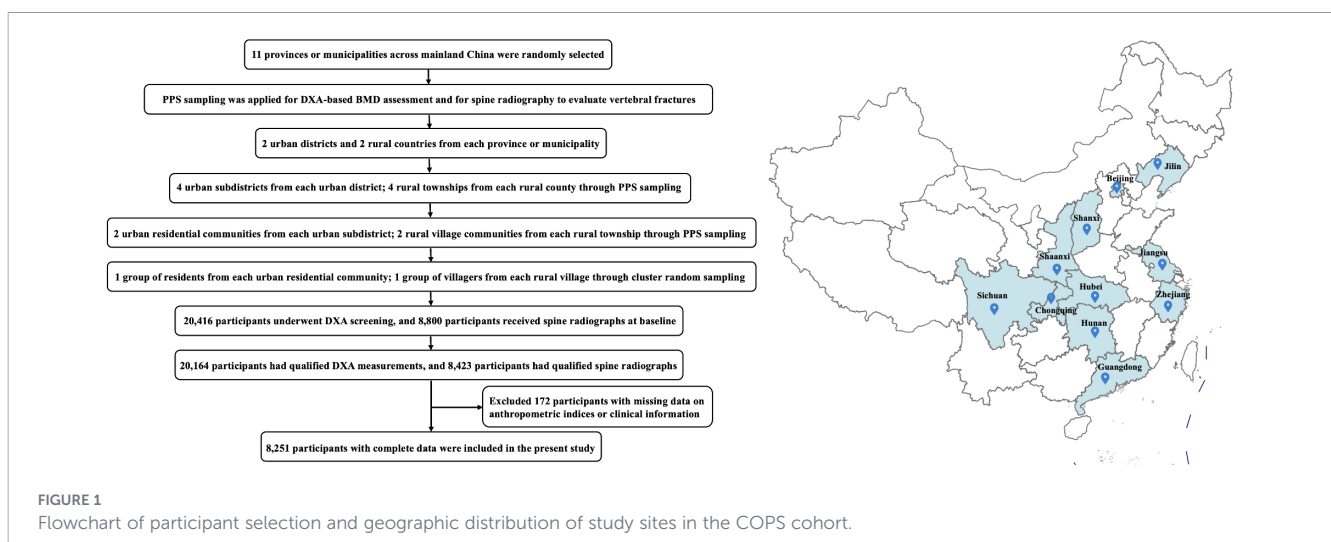 11 provinces or municipalities across mainland China were randomly selected
PPS sampling was applied for DXA-based BMD assessment and for spine radiography to evaluate vertebral fractures
2 urban districts and 2 rural countries from each province or municipality
4 urban subdistricts from each urban district; 4 rural townships from each rural county through PPS sampling
2 urban residential communities from each urban subdistrict; 2 rural village communities from each rural township through PPS sampling
1 group of residents from each urban residential community; 1 group of villagers from each rural village through cluster random sampling
20,416 participants underwent DXA screening, and 8,800 participants received spine radiographs at baseline
20,164 participants had qualified DXA measurements, and 8,423 participants had qualified spine radiographs
Excluded 172 participants with missing data on
anthropometric indices or clinical information
8,251 participants with complete data were included in the present study
Jilin
Beijing
Shanxi
Shaanxi
Jiangsu
Sichuan
Hubei
Zhejiang
Chongqing
Hunan
Guangdong
FIGURE 1
Flowchart of participant selection and geographic distribution of study sites in the COPS cohort.